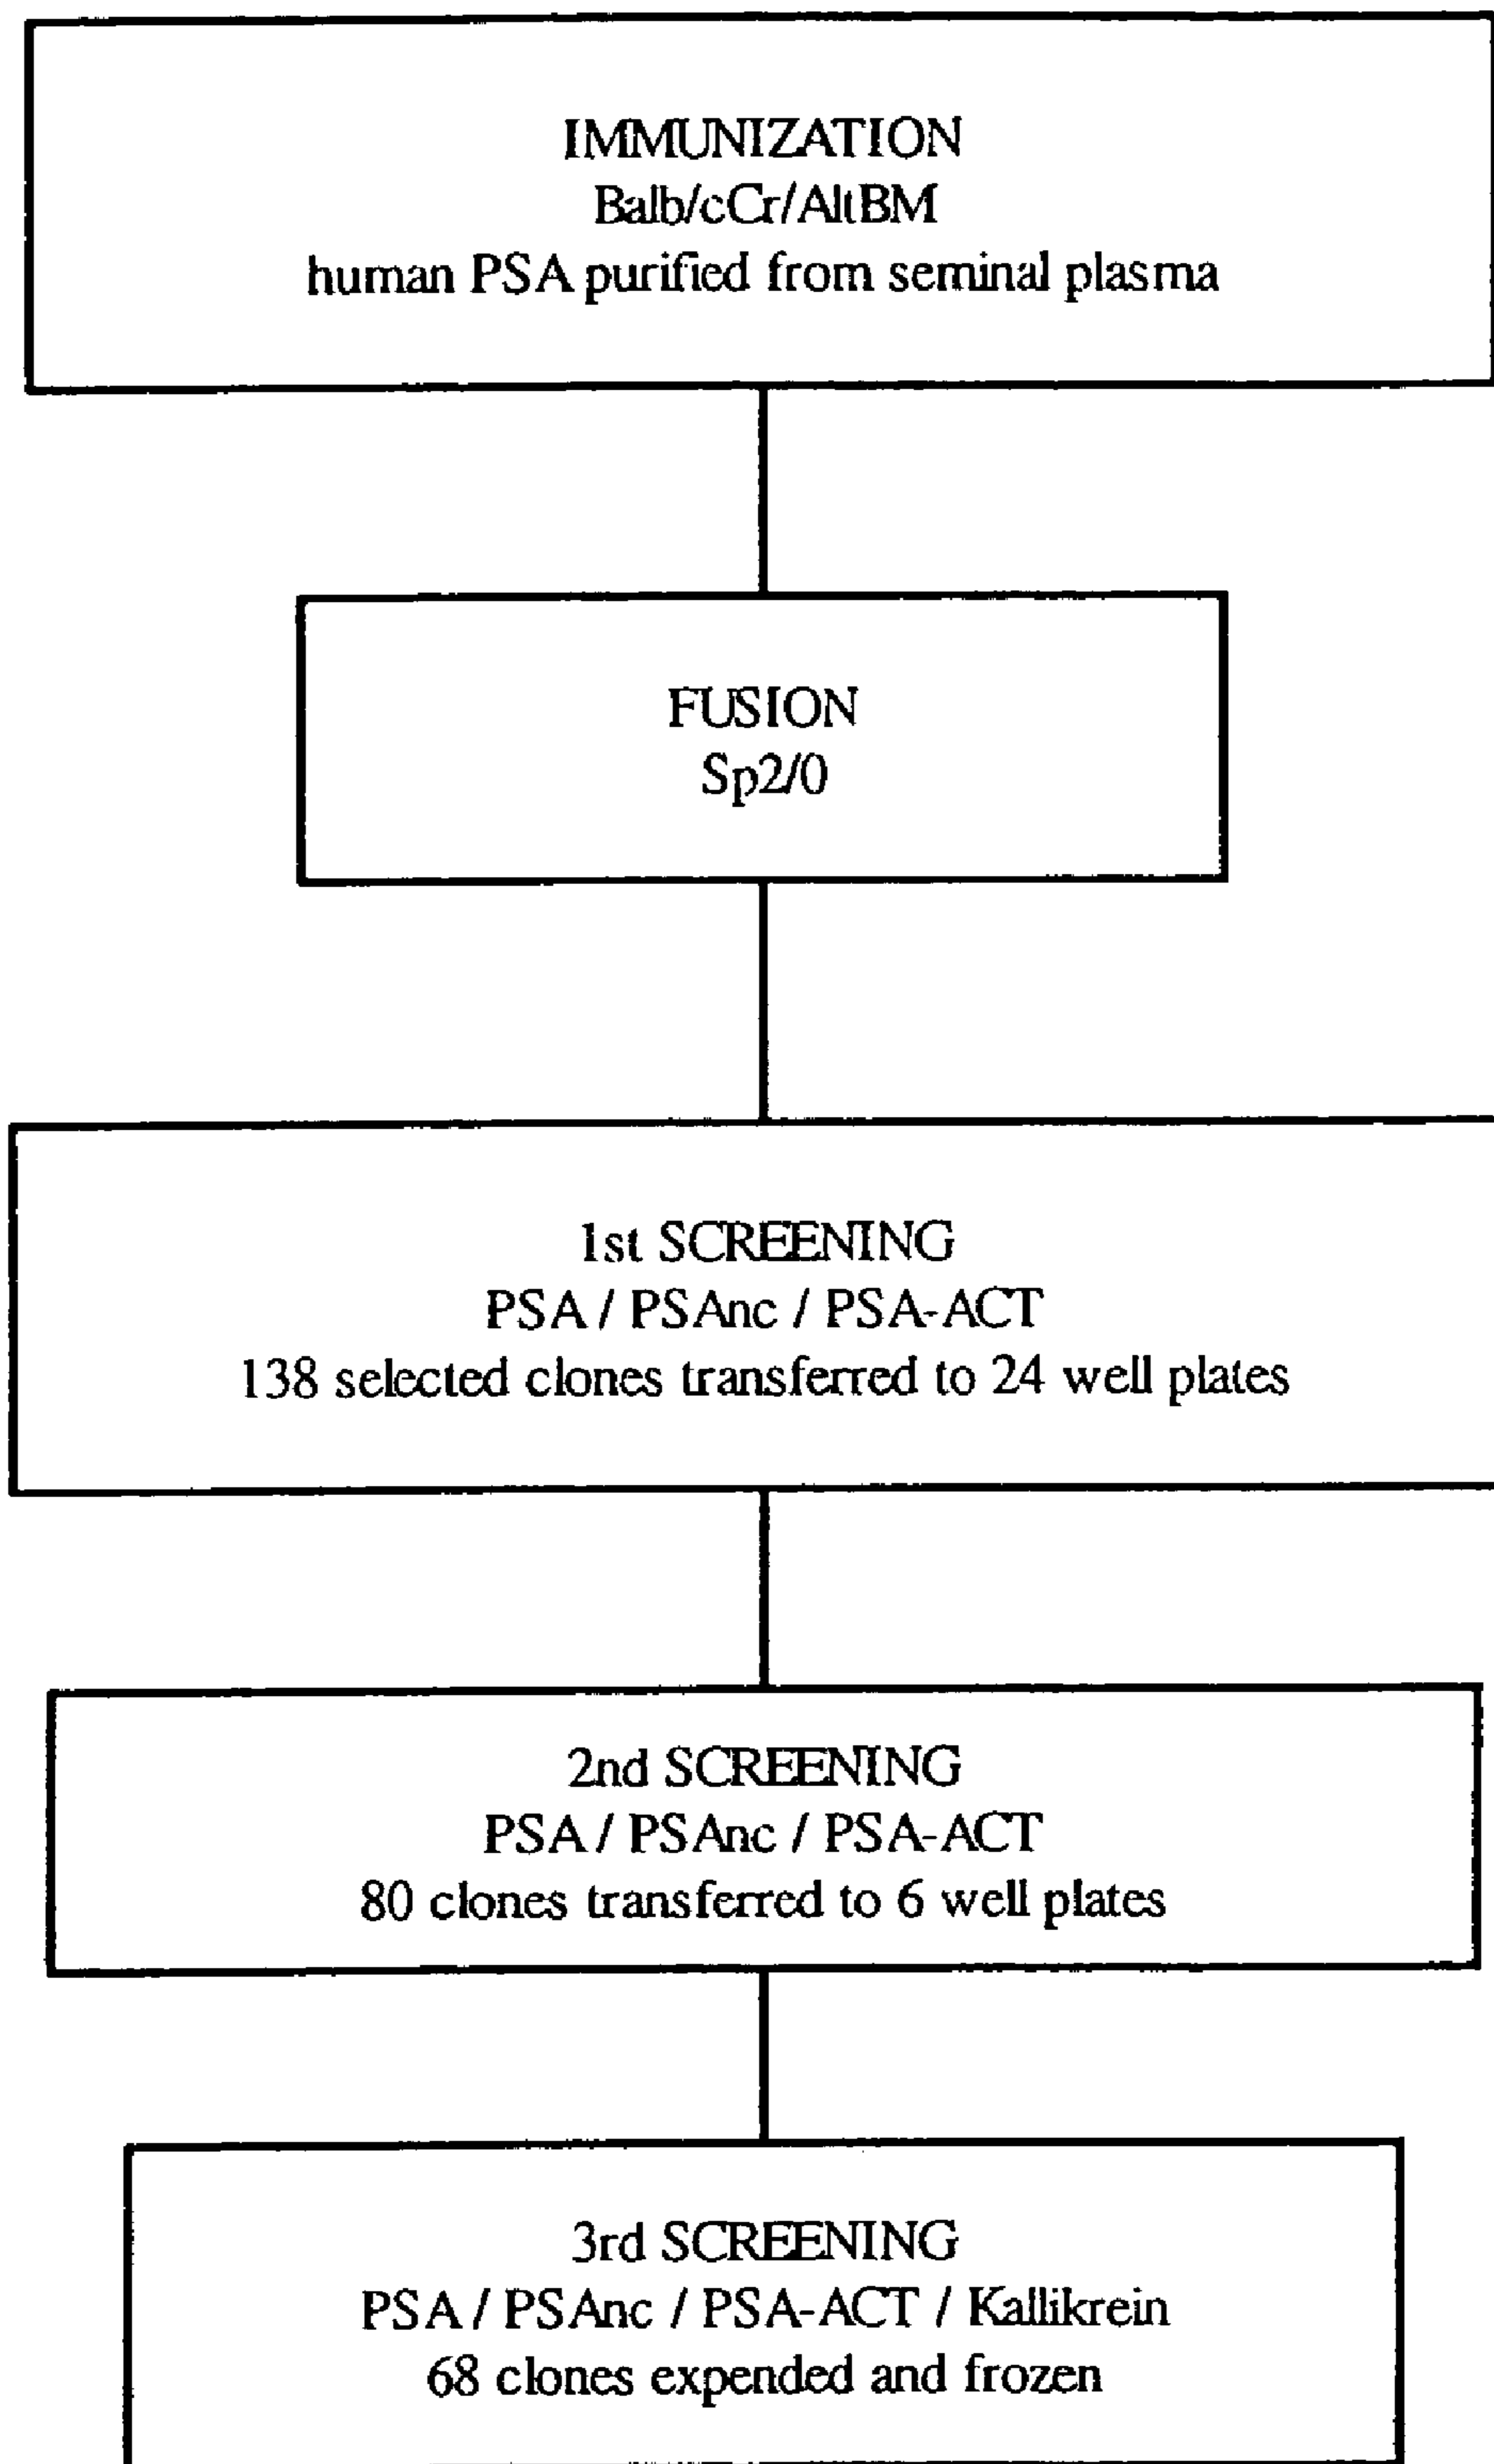 IMMUNIZATION
Balb/cCr/AltBM
human PSA purified from seminal plasma
FUSION
Sp2/0
1st SCREENING
PSA / PSAnc / PSA-ACT
138 selected clones transferred to 24 well plates
2nd SCREENING
PSA / PSAnc / PSA-ACT
80 clones transferred to 6 well plates
3rd SCREENING
PSA / PSAnc / PSA-ACT / Kallikrein
68 clones expended and frozen